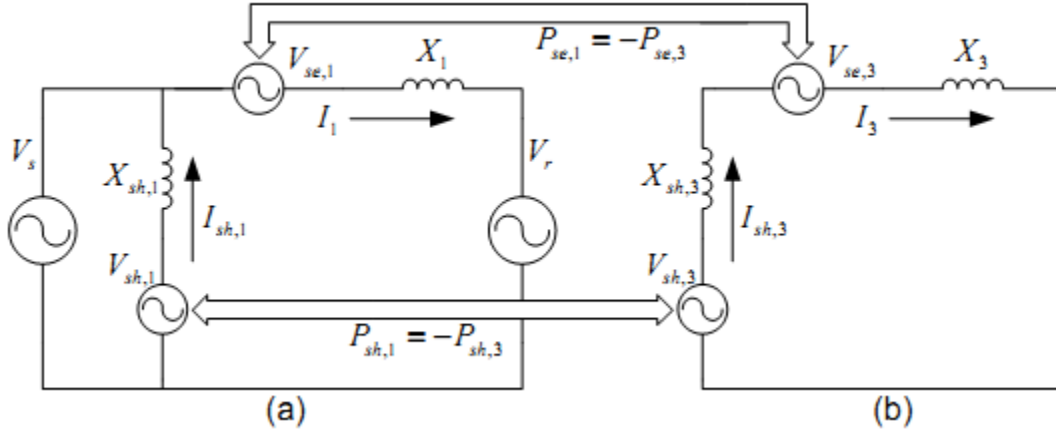 P_{se,1} = −P_{se,3}
V_{se,1}
X_1
V_{se,3}
X_3
I_1
I_3
V_s
X_{sh,1}
V_r
X_{sh,3}
I_{sh,1}
I_{sh,3}
V_{sh,1}
V_{sh,3}
P_{sh,1} = −P_{sh,3}
(a)
(b)